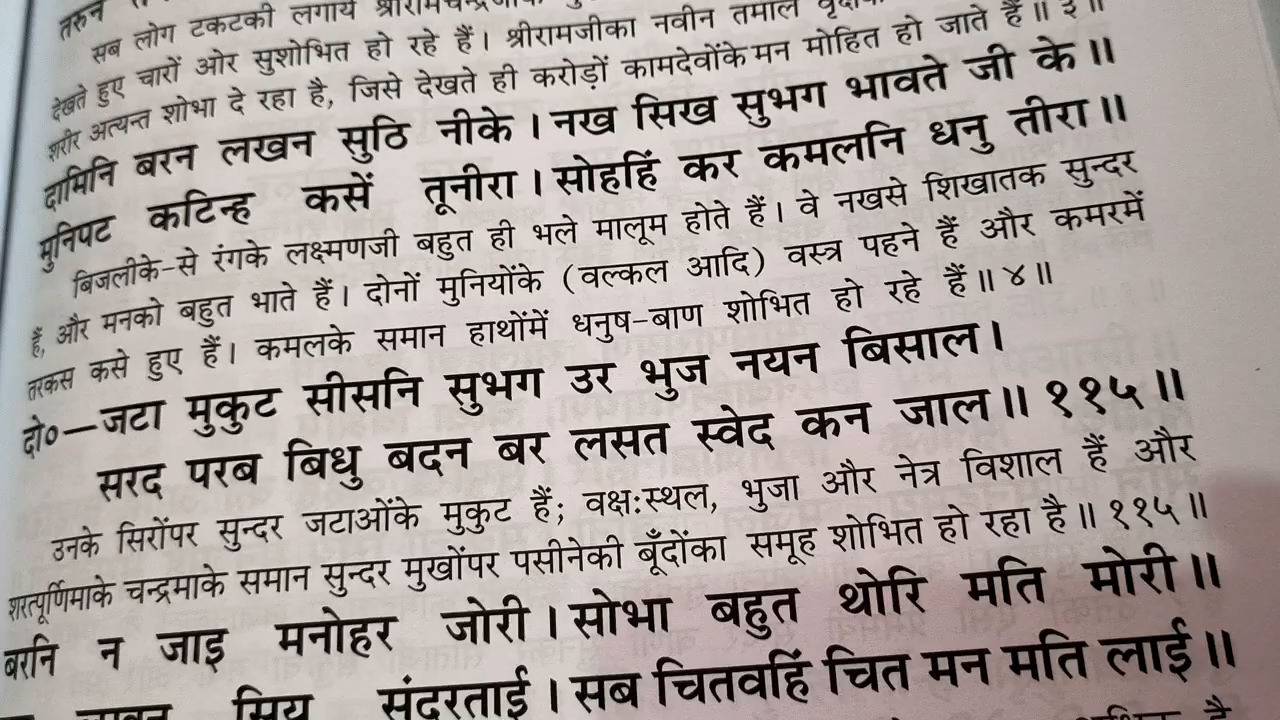 तरुन
सब लोग टकटकी लगाये
देखते हुए चारों ओर सुशोभित हो रहे हैं। श्रीरामजीका नवीन तमाल
शरीर अत्यन्त शोभा दे रहा है, जिसे देखते ही करोड़ों कामदेवोंके मन मोहित हो जाते हैं॥ ३॥
दामिनि बरन लखन सुठि नीके। नख सिख सुभग भावते जी के॥
मुनिपट कटिन्ह कसें तूनीरा। सोहहिं कर कमलनि धनु तीरा॥
बिजलीके-से रंगके लक्ष्मणजी बहुत ही भले मालूम होते हैं। वे नखसे शिखातक सुन्दर
हैं, और मनको बहुत भाते हैं। दोनों मुनियोंके (वल्कल आदि) वस्त्र पहने हैं और कमरमें
तरकस कसे हुए हैं। कमलके समान हाथोंमें धनुष-बाण शोभित हो रहे हैं॥ ४॥
दो०—जटा मुकुट सीसनि सुभग उर भुज नयन बिसाल।
सरद परब बिधु बदन बर लसत स्वेद कन जाल॥ ११५॥
उनके सिरोंपर सुन्दर जटाओंके मुकुट हैं; वक्षःस्थल, भुजा और नेत्र विशाल हैं और
शरत्पूर्णिमाके चन्द्रमाके समान सुन्दर मुखोंपर पसीनेकी बूँदोंका समूह शोभित हो रहा है॥ ११५॥
बरनि न जाइ मनोहर जोरी। सोभा बहुत थोरि मति मोरी॥
सिय सुंदरताई। सब चितवहिं चित मन मति लाई॥